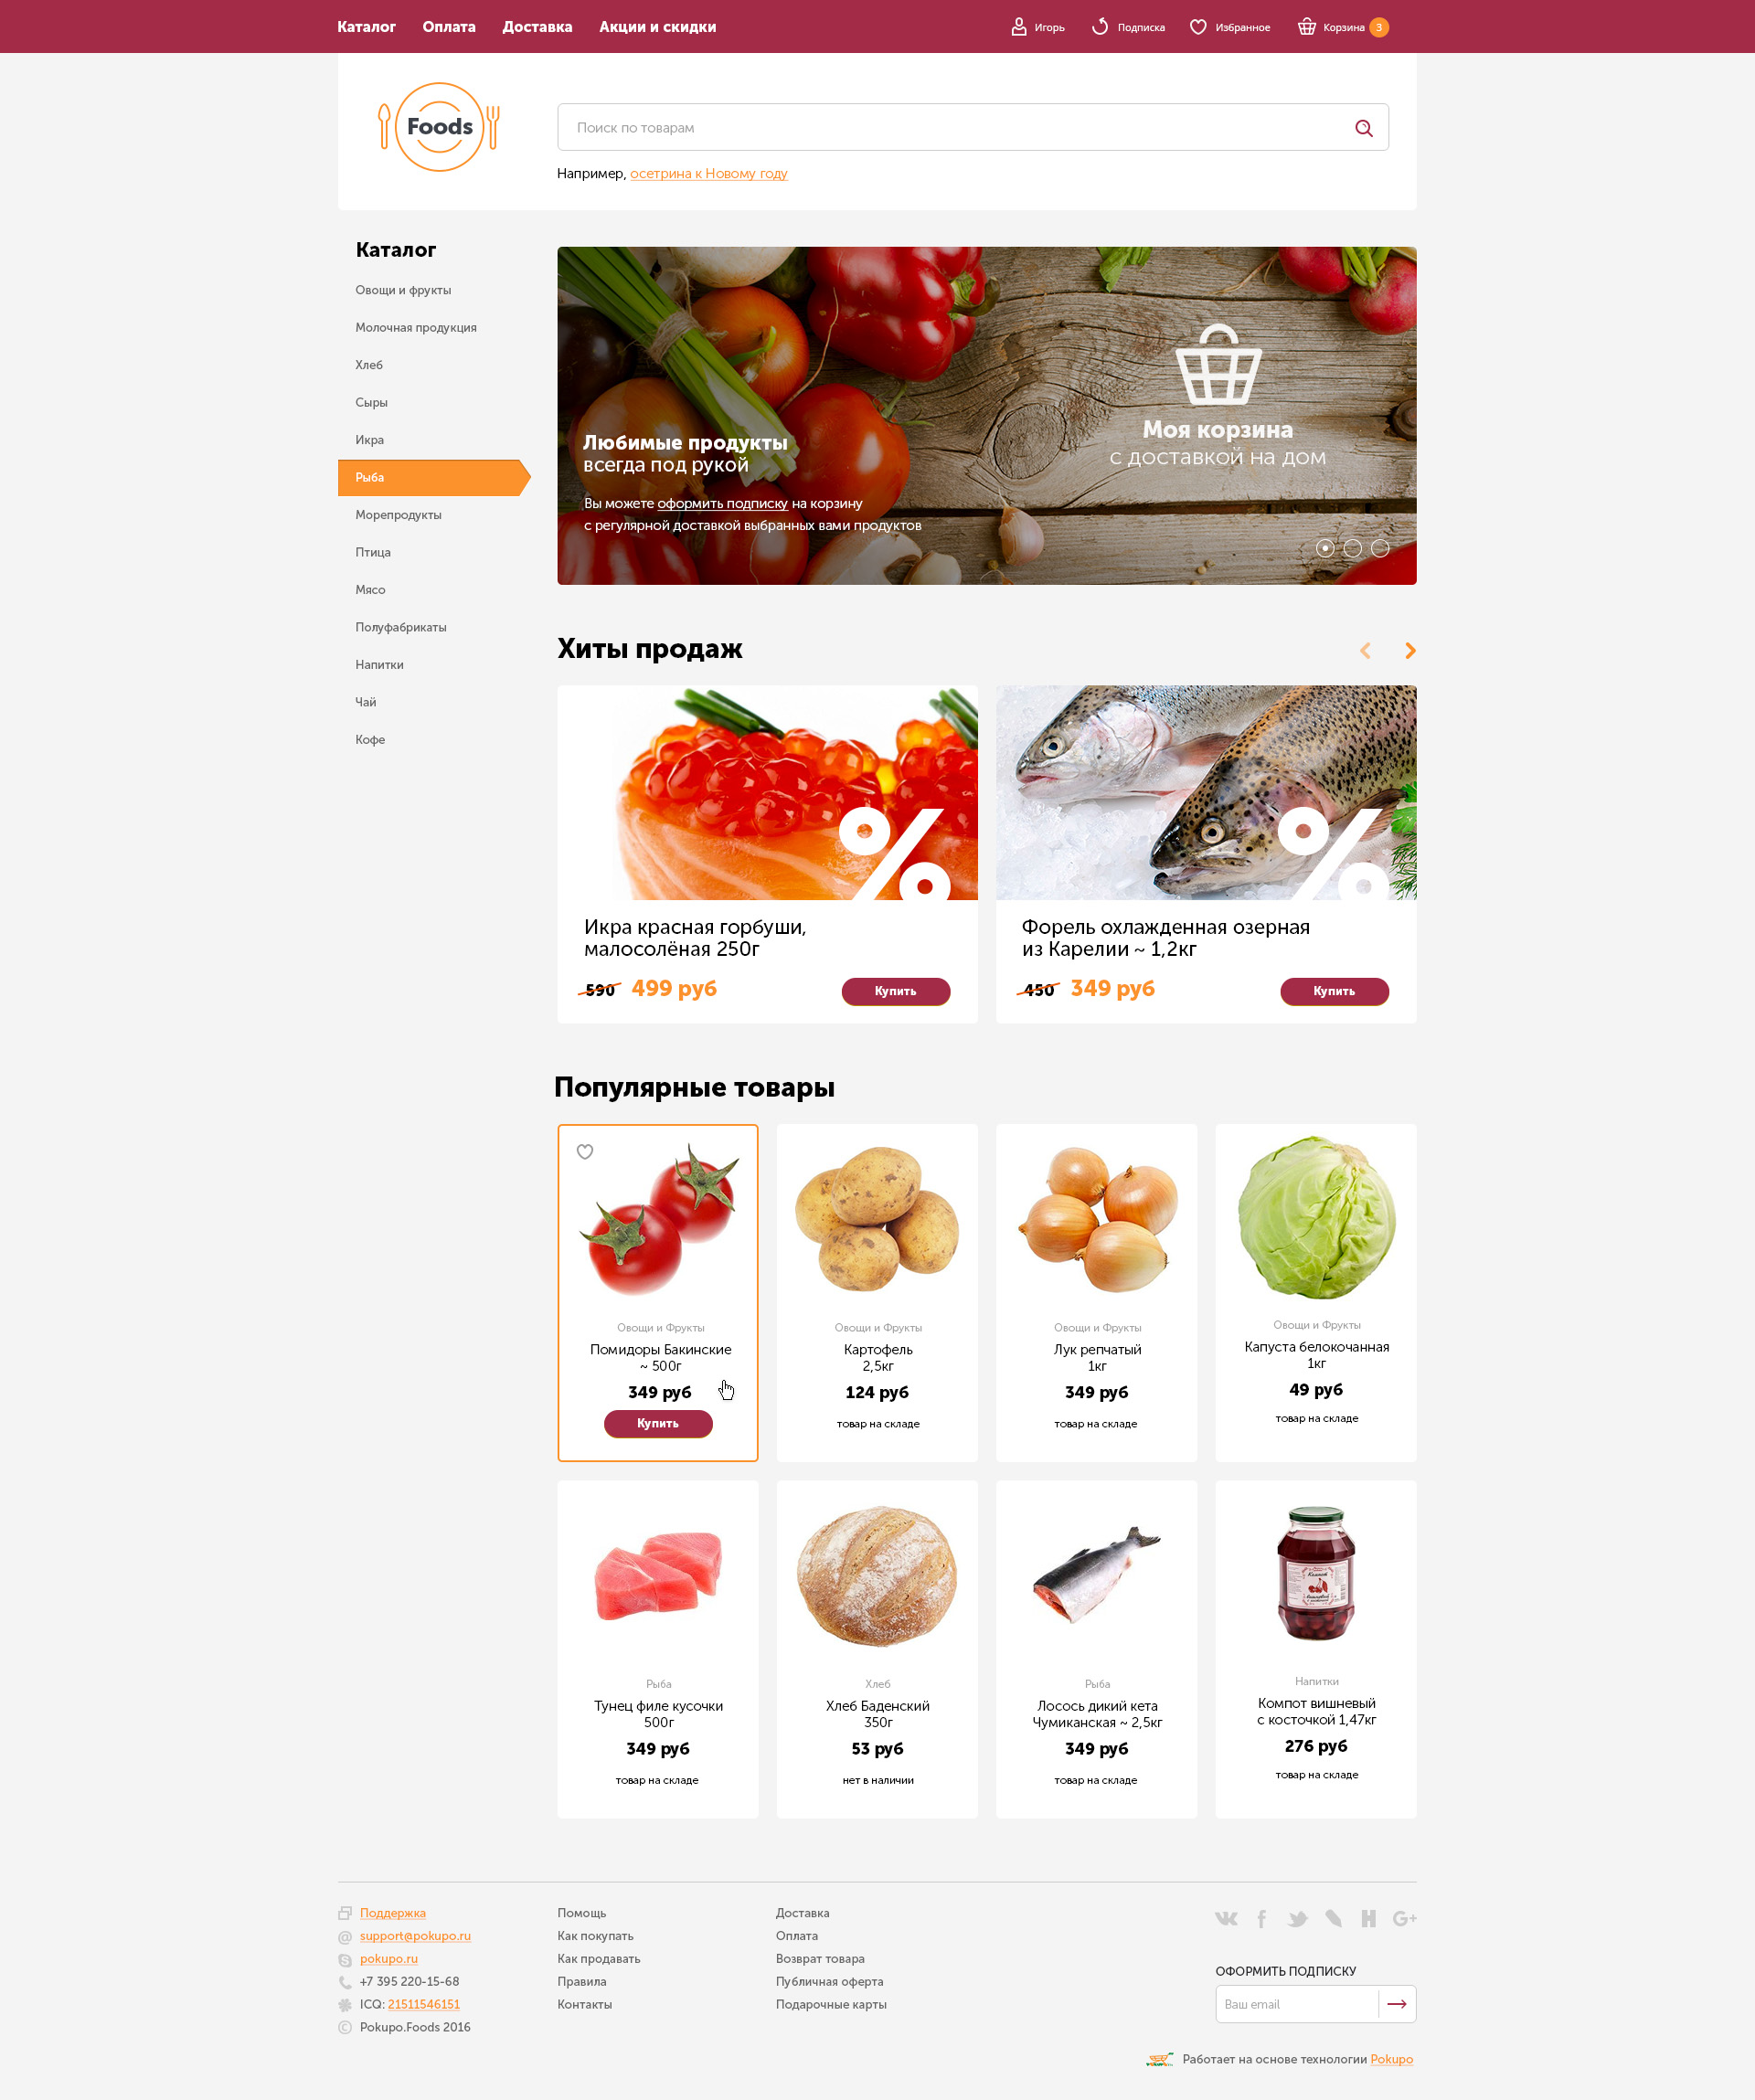 Каталог Оплата Доставка Акции и скидки Игорь Подписка Избранное Корзина 3
Foods
Поиск по товарам
Например, осетрина к Новому году
Каталог
Овощи и фрукты
Молочная продукция
Хлеб
Сыры
Икра
Рыба
Морепродукты
Птица
Мясо
Полуфабрикаты
Напитки
Чай
Кофе
Любимые продукты
всегда под рукой
Вы можете оформить подписку на корзину
с регулярной доставкой выбранных вами продуктов
Моя корзина
с доставкой на дом
Хиты продаж
%
Икра красная горбуши,
малосолёная 250г
590 499 руб Купить
%
Форель охлажденная озерная
из Карелии ~ 1,2кг
450 349 руб Купить
Популярные товары
Овощи и Фрукты
Помидоры Бакинские
~ 500г
349 руб
Купить
Овощи и Фрукты
Картофель
2,5кг
124 руб
товар на складе
Овощи и Фрукты
Лук репчатый
1кг
349 руб
товар на складе
Овощи и Фрукты
Капуста белокочанная
1кг
49 руб
товар на складе
Рыба
Тунец филе кусочки
500г
349 руб
товар на складе
Хлеб
Хлеб Баденский
350г
53 руб
нет в наличии
Рыба
Лосось дикий кета
Чумиканская ~ 2,5кг
349 руб
товар на складе
Компот
Напитки
Компот вишневый
с косточкой 1,47кг
276 руб
товар на складе
Поддержка
support@pokupo.ru
pokupo.ru
+7 395 220-15-68
ICQ: 21511546151
© Pokupo.Foods 2016
Помощь
Как покупать
Как продавать
Правила
Контакты
Доставка
Оплата
Возврат товара
Публичная оферта
Подарочные карты
G+
ОФОРМИТЬ ПОДПИСКУ
Ваш email
Работает на основе технологии Pokupo